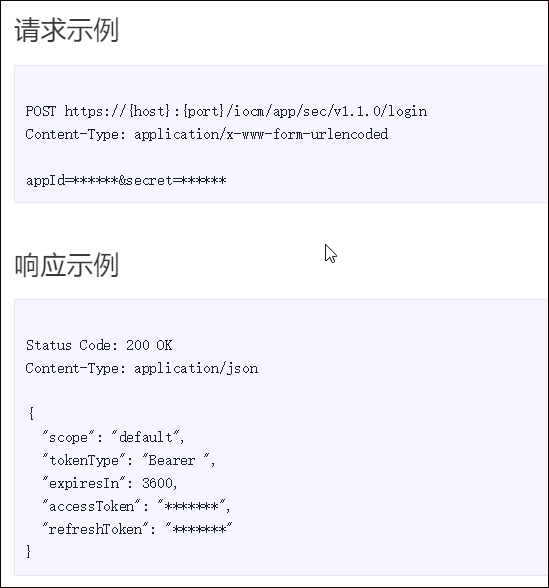 请求示例
POST https://{host}:{port}/iocm/app/sec/v1.1.0/login
Content-Type: application/x-www-form-urlencoded
appId=******&secret=******
响应示例
Status Code: 200 OK
Content-Type: application/json
{
"scope": "default",
"tokenType": "Bearer ",
"expiresIn": 3600,
"accessToken": "*******",
"refreshToken": "*******"
}